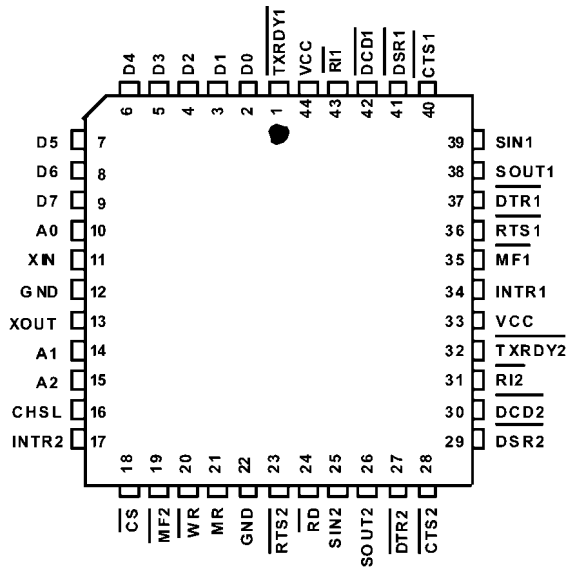 D4 D3 D2 D1 D0 TXRDY1 VCC RI1 DCD1 DSR1 CTS1
6 5 4 3 2 1 44 43 42 41 40
D5 7 39 SIN1
D6 8 38 SOUT1
D7 9 37 DTR1
A0 10 36 RTS1
XIN 11 35 MF1
GND 12 34 INTR1
XOUT 13 33 VCC
A1 14 32 TXRDY2
A2 15 31 RI2
CHSL 16 30 DCD2
INTR2 17 29 DSR2
18 19 20 21 22 23 24 25 26 27 28
CS MF2 WR MR GND RTS2 RD SIN2 SOUT2 DTR2 CTS2